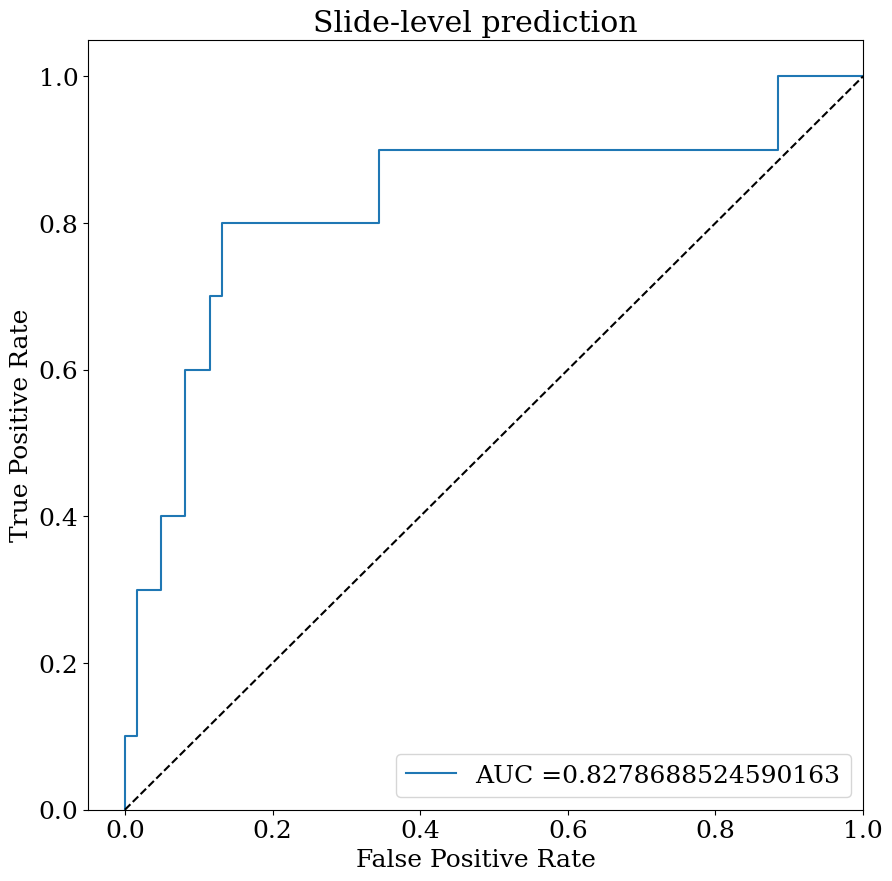 Slide-level prediction
True Positive Rate
1.0
0.8
0.6
0.4
0.2
0.0
AUC =0.8278688524590163
0.0 0.2 0.4 0.6 0.8 1.0
False Positive Rate